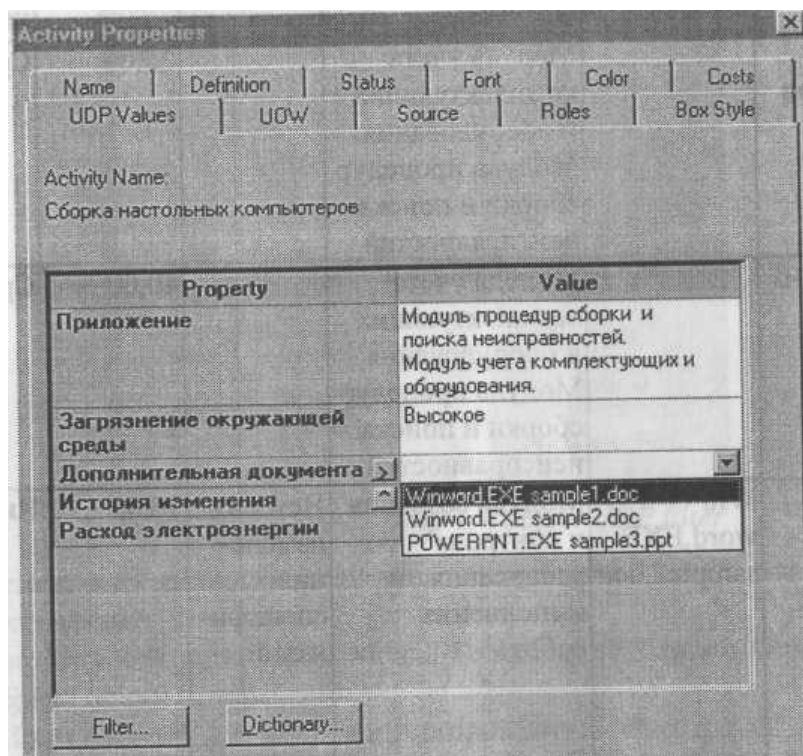 Activity Properties
Name Definition Status Font Color Costs
UDP Values UOW Source Roles Box Style
Activity Name:
Сборка настольных компьютеров
Property Value
Приложение
Модуль процедур сборки и
поиска неисправностей.
Модуль учета комплектующих и
оборудования.
Загрязнение окружающей
среды
Высокое
Дополнительная документа
История изменения
Winword.EXE sample1.doc
Winword.EXE sample2.doc
Расход электроэнергии
POWERPNT.EXE sample3.ppt
Filter... Dictionary...